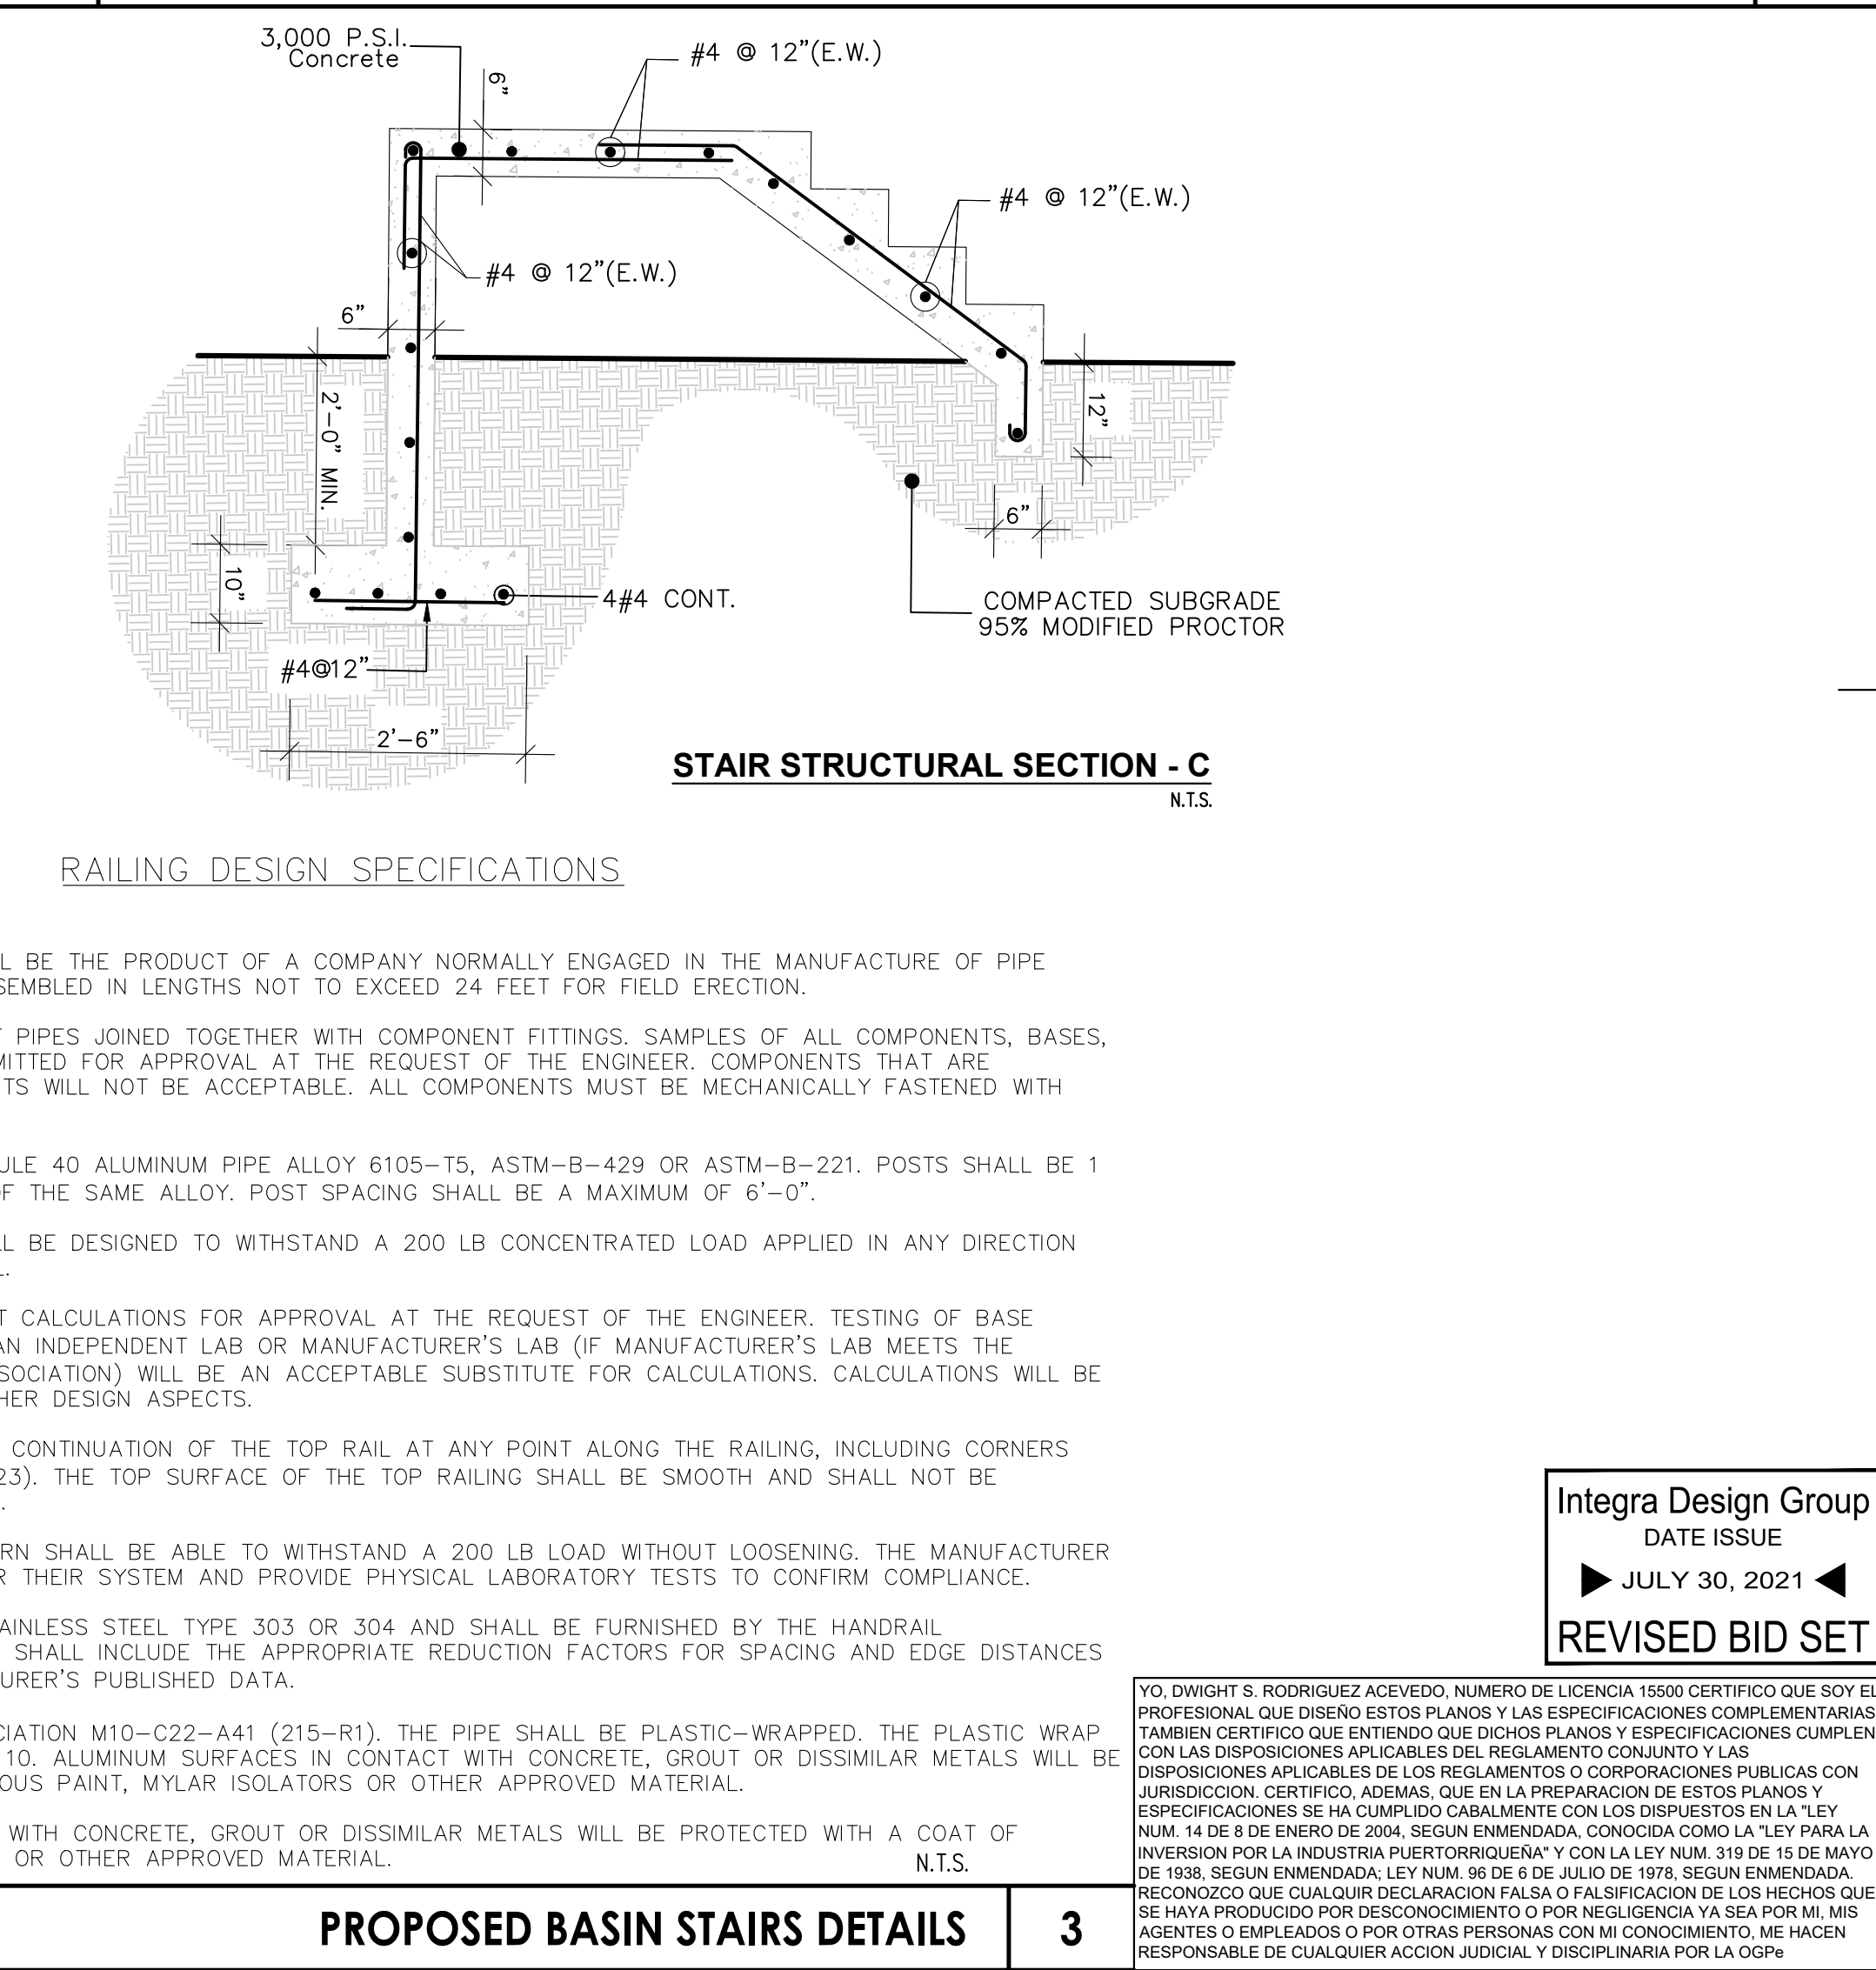 3,000 P.S.I.
Concrete
6"
#4 @ 12"(E.W.)
#4 @ 12"(E.W.)
#4 @ 12"(E.W.)
6"
2'-0" MIN.
12"
6"
10"
4#4 CONT.
COMPACTED SUBGRADE
95% MODIFIED PROCTOR
#4@12"
2'-6"
STAIR STRUCTURAL SECTION - C
N.T.S.
RAILING DESIGN SPECIFICATIONS
L BE THE PRODUCT OF A COMPANY NORMALLY ENGAGED IN THE MANUFACTURE OF PIPE
SEMBLED IN LENGTHS NOT TO EXCEED 24 FEET FOR FIELD ERECTION.
PIPES JOINED TOGETHER WITH COMPONENT FITTINGS. SAMPLES OF ALL COMPONENTS, BASES,
MITTED FOR APPROVAL AT THE REQUEST OF THE ENGINEER. COMPONENTS THAT ARE
TS WILL NOT BE ACCEPTABLE. ALL COMPONENTS MUST BE MECHANICALLY FASTENED WITH
ULE 40 ALUMINUM PIPE ALLOY 6105-T5, ASTM-B-429 OR ASTM-B-221. POSTS SHALL BE 1
OF THE SAME ALLOY. POST SPACING SHALL BE A MAXIMUM OF 6'-0".
LL BE DESIGNED TO WITHSTAND A 200 LB CONCENTRATED LOAD APPLIED IN ANY DIRECTION
T CALCULATIONS FOR APPROVAL AT THE REQUEST OF THE ENGINEER. TESTING OF BASE
AN INDEPENDENT LAB OR MANUFACTURER'S LAB (IF MANUFACTURER'S LAB MEETS THE
SOCIATION) WILL BE AN ACCEPTABLE SUBSTITUTE FOR CALCULATIONS. CALCULATIONS WILL BE
HER DESIGN ASPECTS.
CONTINUATION OF THE TOP RAIL AT ANY POINT ALONG THE RAILING, INCLUDING CORNERS
23). THE TOP SURFACE OF THE TOP RAILING SHALL BE SMOOTH AND SHALL NOT BE
RN SHALL BE ABLE TO WITHSTAND A 200 LB LOAD WITHOUT LOOSENING. THE MANUFACTURER
R THEIR SYSTEM AND PROVIDE PHYSICAL LABORATORY TESTS TO CONFIRM COMPLIANCE.
AINLESS STEEL TYPE 303 OR 304 AND SHALL BE FURNISHED BY THE HANDRAIL
SHALL INCLUDE THE APPROPRIATE REDUCTION FACTORS FOR SPACING AND EDGE DISTANCES
URER'S PUBLISHED DATA.
CIATION M10-C22-A41 (215-R1). THE PIPE SHALL BE PLASTIC-WRAPPED. THE PLASTIC WRAP
10. ALUMINUM SURFACES IN CONTACT WITH CONCRETE, GROUT OR DISSIMILAR METALS WILL BE
OUS PAINT, MYLAR ISOLATORS OR OTHER APPROVED MATERIAL.
WITH CONCRETE, GROUT OR DISSIMILAR METALS WILL BE PROTECTED WITH A COAT OF
OR OTHER APPROVED MATERIAL.
N.T.S.
PROPOSED BASIN STAIRS DETAILS
3
Integra Design Group
DATE ISSUE
JULY 30, 2021
REVISED BID SET
YO, DWIGHT S. RODRIGUEZ ACEVEDO, NUMERO DE LICENCIA 15500 CERTIFICO QUE SOY EL
PROFESIONAL QUE DISEÑO ESTOS PLANOS Y LAS ESPECIFICACIONES COMPLEMENTARIAS
TAMBIEN CERTIFICO QUE ENTIENDO QUE DICHOS PLANOS Y ESPECIFICACIONES CUMPLEN
CON LAS DISPOSICIONES APLICABLES DEL REGLAMENTO CONJUNTO Y LAS
DISPOSICIONES APLICABLES DE LOS REGLAMENTOS O CORPORACIONES PUBLICAS CON
JURISDICCION. CERTIFICO, ADEMAS, QUE EN LA PREPARACION DE ESTOS PLANOS Y
ESPECIFICACIONES SE HA CUMPLIDO CABALMENTE CON LOS DISPUESTOS EN LA "LEY
NUM. 14 DE 8 DE ENERO DE 2004, SEGUN ENMENDADA, CONOCIDA COMO LA "LEY PARA LA
INVERSION POR LA INDUSTRIA PUERTORRIQUEÑA" Y CON LA LEY NUM. 319 DE 15 DE MAYO
DE 1938, SEGUN ENMENDADA; LEY NUM. 96 DE 6 DE JULIO DE 1978, SEGUN ENMENDADA.
RECONOZCO QUE CUALQUIR DECLARACION FALSA O FALSIFICACION DE LOS HECHOS QUE
SE HAYA PRODUCIDO POR DESCONOCIMIENTO O POR NEGLIGENCIA YA SEA POR MI, MIS
AGENTES O EMPLEADOS O POR OTRAS PERSONAS CON MI CONOCIMIENTO, ME HACEN
RESPONSABLE DE CUALQUIER ACCION JUDICIAL Y DISCIPLINARIA POR LA OGPe